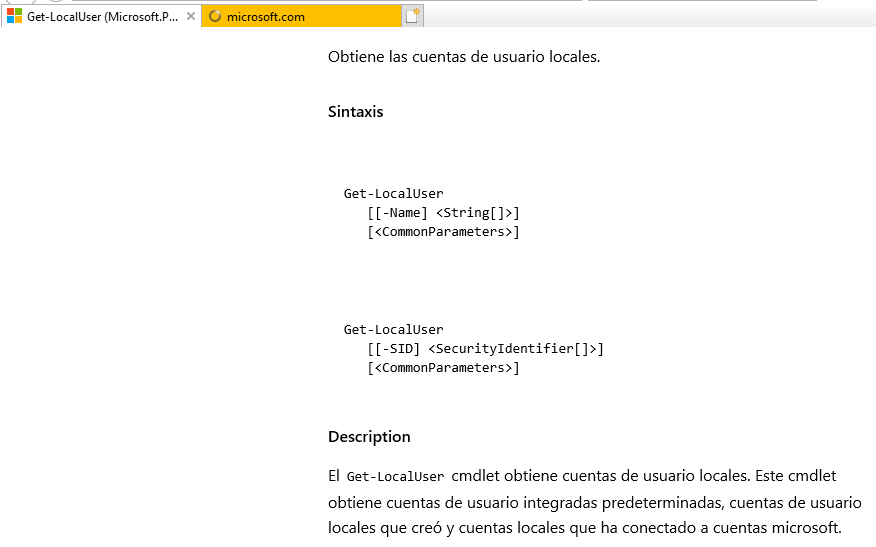 Get-LocalUser (Microsoft.P...
microsoft.com
Obtiene las cuentas de usuario locales.
Sintaxis
Get-LocalUser
[[-Name] <String[]>]
[<CommonParameters>]
Get-LocalUser
[[-SID] <SecurityIdentifier[]>]
[<CommonParameters>]
Description
El Get-LocalUser cmdlet obtiene cuentas de usuario locales. Este cmdlet
obtiene cuentas de usuario integradas predeterminadas, cuentas de usuario
locales que creó y cuentas locales que ha conectado a cuentas microsoft.